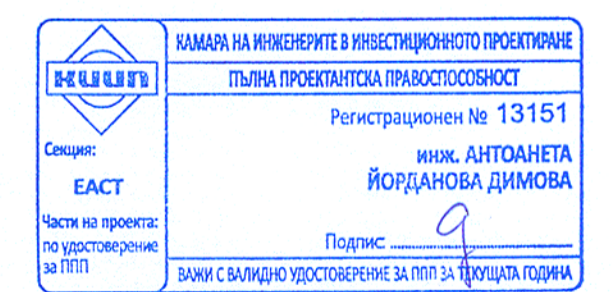 КАМАРА НА ИНЖЕНЕРИТЕ В ИНВЕСТИЦИОННОТО ПРОЕКТИРАНЕ
КИИП
ПЪЛНА ПРОЕКТАНТСКА ПРАВОСПОСОБНОСТ
Регистрационен № 13151
Секция:
ЕАСТ
инж. АНТОАНЕТА
ЙОРДАНОВА ДИМОВА
Части на проекта:
по удостоверение
за ППП
Подпис: ........................
ВАЖИ С ВАЛИДНО УДОСТОВЕРЕНИЕ ЗА ППП ЗА ТЕКУЩАТА ГОДИНА